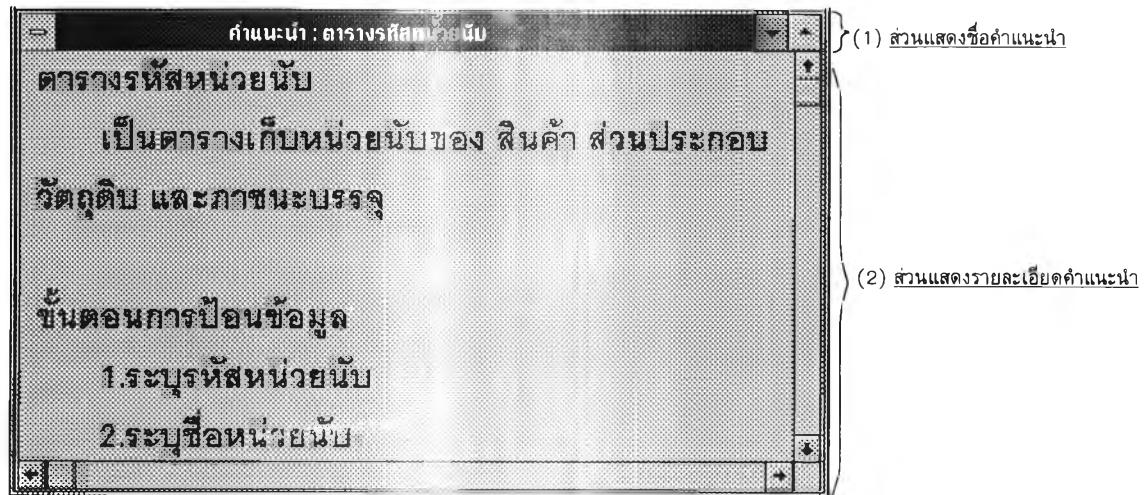 คำแนะนำ : ตารางรหัสหน่วยนับ
(1) ส่วนแสดงชื่อคำแนะนำ
ตารางรหัสหน่วยนับ
เป็นตารางเก็บหน่วยนับของ สินค้า ส่วนประกอบ
วัตถุดิบ และภาชนะบรรจุ
(2) ส่วนแสดงรายละเอียดคำแนะนำ
ขั้นตอนการป้อนข้อมูล
1.ระบุรหัสหน่วยนับ
2.ระบุชื่อหน่วยนับ